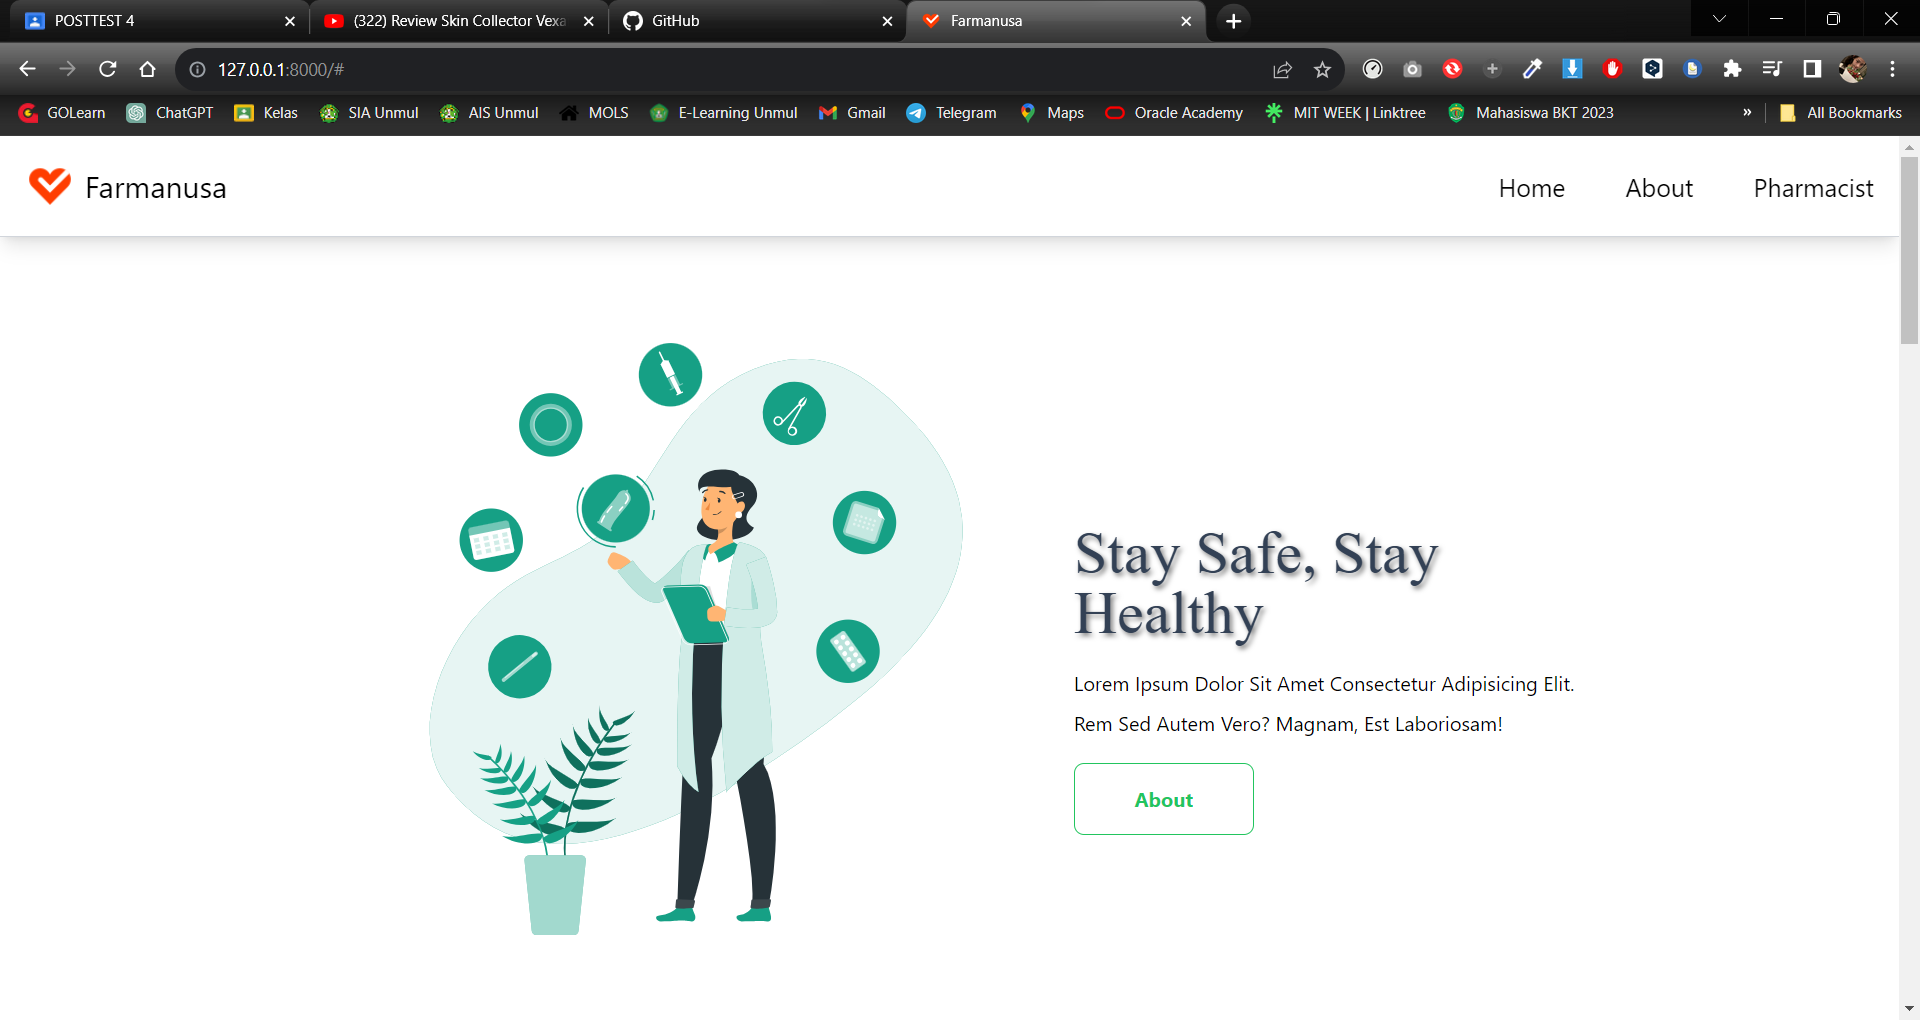 POSTTEST 4
(322) Review Skin Collector Vexa
GitHub
Farmanusa
127.0.0.1:8000/#
GOLearn
ChatGPT
Kelas
SIA Unmul
AIS Unmul
MOLS
E-Learning Unmul
Gmail
Telegram
Maps
Oracle Academy
MIT WEEK | Linktree
Mahasiswa BKT 2023
»
All Bookmarks
Farmanusa
Home
About
Pharmacist
Stay Safe, Stay
Healthy
Lorem Ipsum Dolor Sit Amet Consectetur Adipisicing Elit.
Rem Sed Autem Vero? Magnam, Est Laboriosam!
About